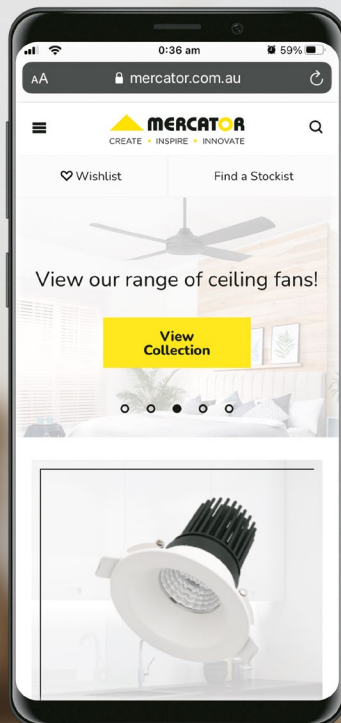 0:36 am
59%
AA
mercator.com.au
MERCATOR
CREATE • INSPIRE • INNOVATE
Wishlist
Find a Stockist
View our range of ceiling fans!
View
Collection